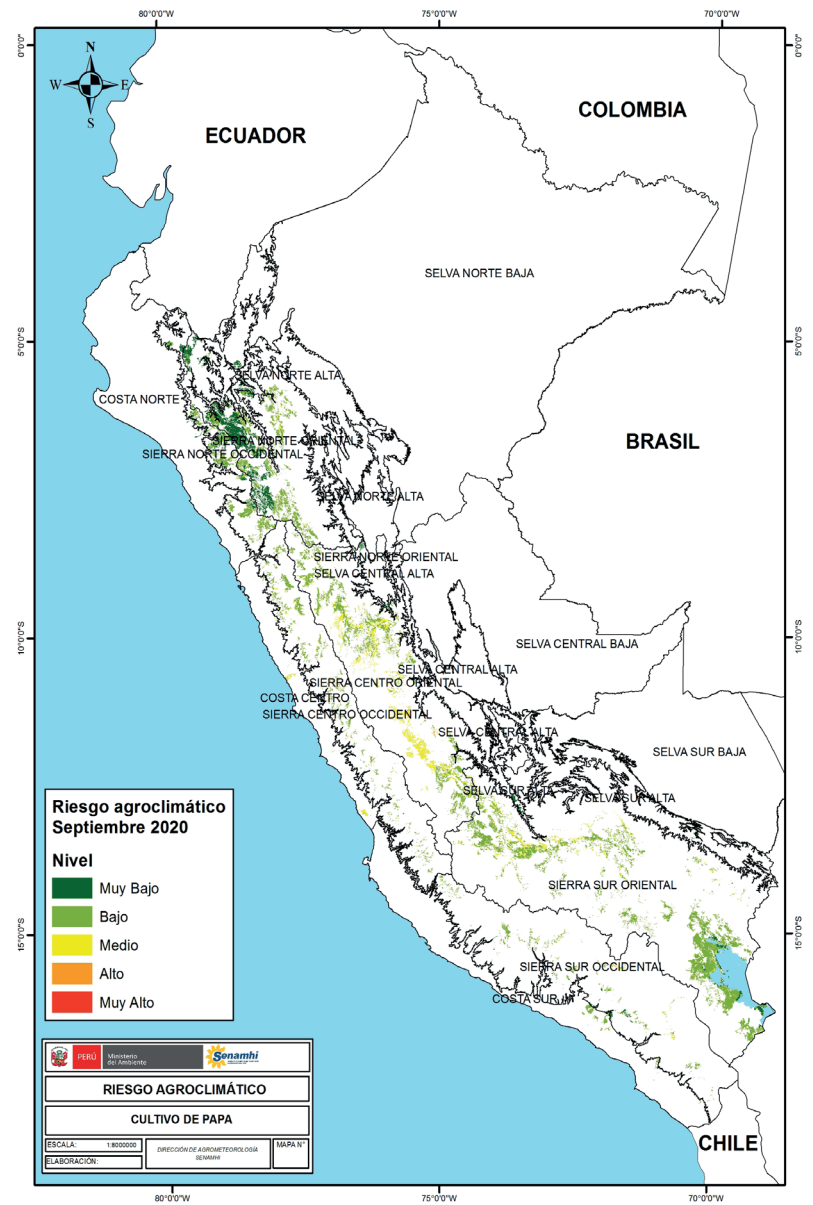 80°0'0"W
75°0'0"W
70°0'0"W
0°0'0"
0°0'0"
N
W
E
S
COLOMBIA
ECUADOR
SELVA NORTE BAJA
5°0'0"S
5°0'0"S
SELVA NORTE ALTA
COSTA NORTE
SIERRA NORTE ORIENTAL
BRASIL
SIERRA NORTE OCCIDENTAL
SELVA NORTE ALTA
SIERRA NORTE ORIENTAL
SELVA CENTRAL ALTA
10°0'0"S
10°0'0"S
SELVA CENTRAL BAJA
SELVA CENTRAL ALTA
SIERRA CENTRO ORIENTAL
COSTA CENTRO
SIERRA CENTRO OCCIDENTAL
SELVA CENTRAL ALTA
SELVA SUR BAJA
SELVA SUR ALTA
SELVA SUR ALTA
Riesgo agroclimático
Septiembre 2020
Nivel
Muy Bajo
Bajo
Medio
Alto
Muy Alto
SIERRA SUR ORIENTAL
15°0'0"S
15°0'0"S
SIERRA SUR OCCIDENTAL
COSTA SUR
PERÚ
Ministerio
del Ambiente
Senamhi
RIESGO AGROCLIMÁTICO
CULTIVO DE PAPA
ESCALA: 1:8000000
DIRECCIÓN DE AGROMETEOROLOGÍA
SENAMHI
MAPA N°
ELABORACIÓN:
CHILE
80°0'0"W
75°0'0"W
70°0'0"W